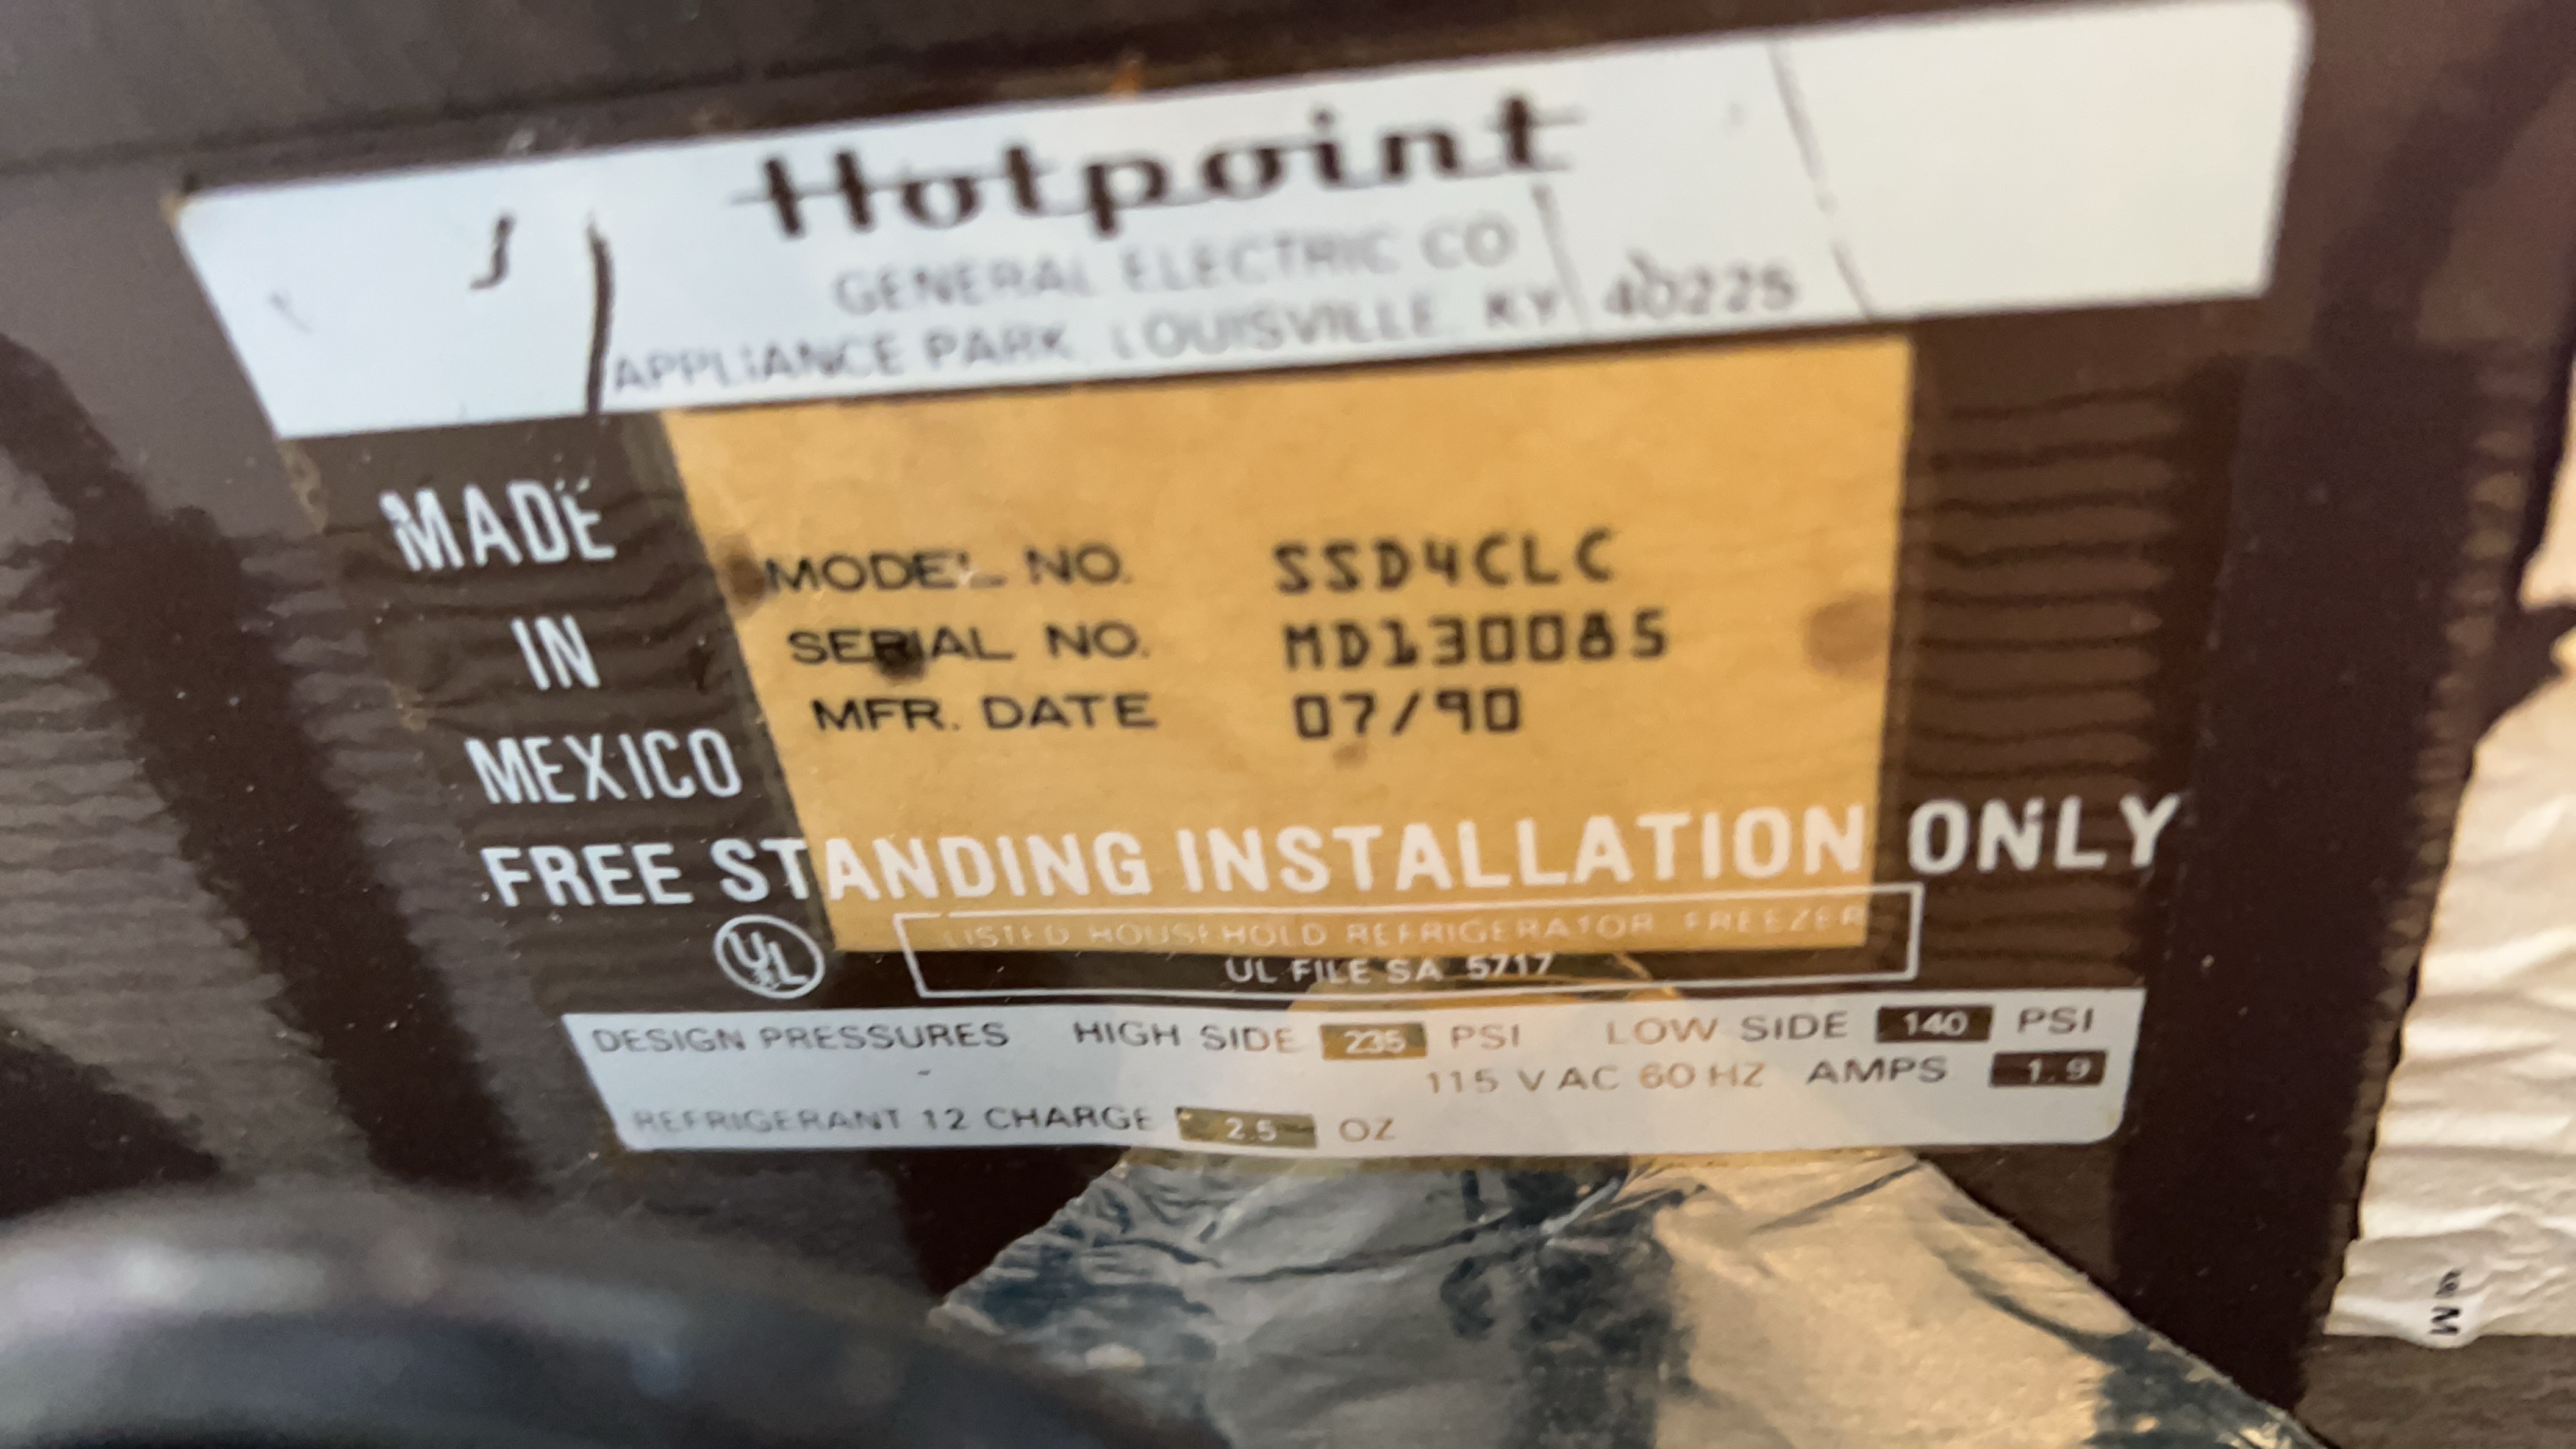 Hotpoint
GENERAL ELECTRIC CO
APPLIANCE PARK, LOUISVILLE, KY 40225
MADE
IN
MEXICO
MODEL NO. SSD4CLC
SERIAL NO. MD130085
MFR. DATE 07/90
FREE STANDING INSTALLATION ONLY
UL
LISTED HOUSEHOLD REFRIGERATOR FREEZER
UL FILE SA 5717
DESIGN PRESSURES HIGH SIDE 235 PSI LOW SIDE 140 PSI
115 V AC 60 HZ AMPS 1.9
REFRIGERANT 12 CHARGE 2.5 OZ